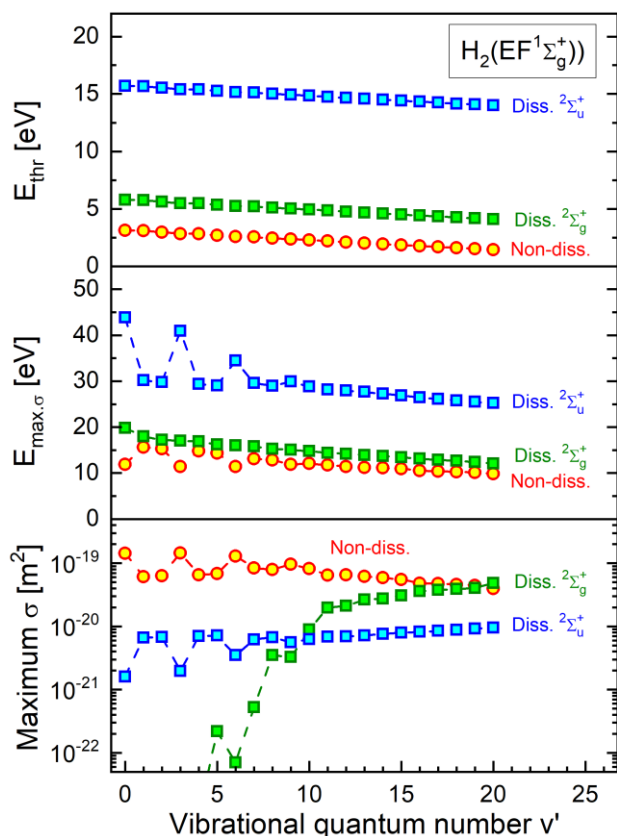 H₂(EF¹Σg⁺))
20
15
10
5
0
E_thr [eV]
Diss. ²Σu⁺
Diss. ²Σg⁺
Non-diss.
50
40
30
20
10
0
E_max.σ [eV]
Diss. ²Σu⁺
Diss. ²Σg⁺
Non-diss.
10⁻¹⁹
10⁻²⁰
10⁻²¹
10⁻²²
Maximum σ [m²]
Non-diss.
Diss. ²Σg⁺
Diss. ²Σu⁺
0 5 10 15 20 25
Vibrational quantum number v'